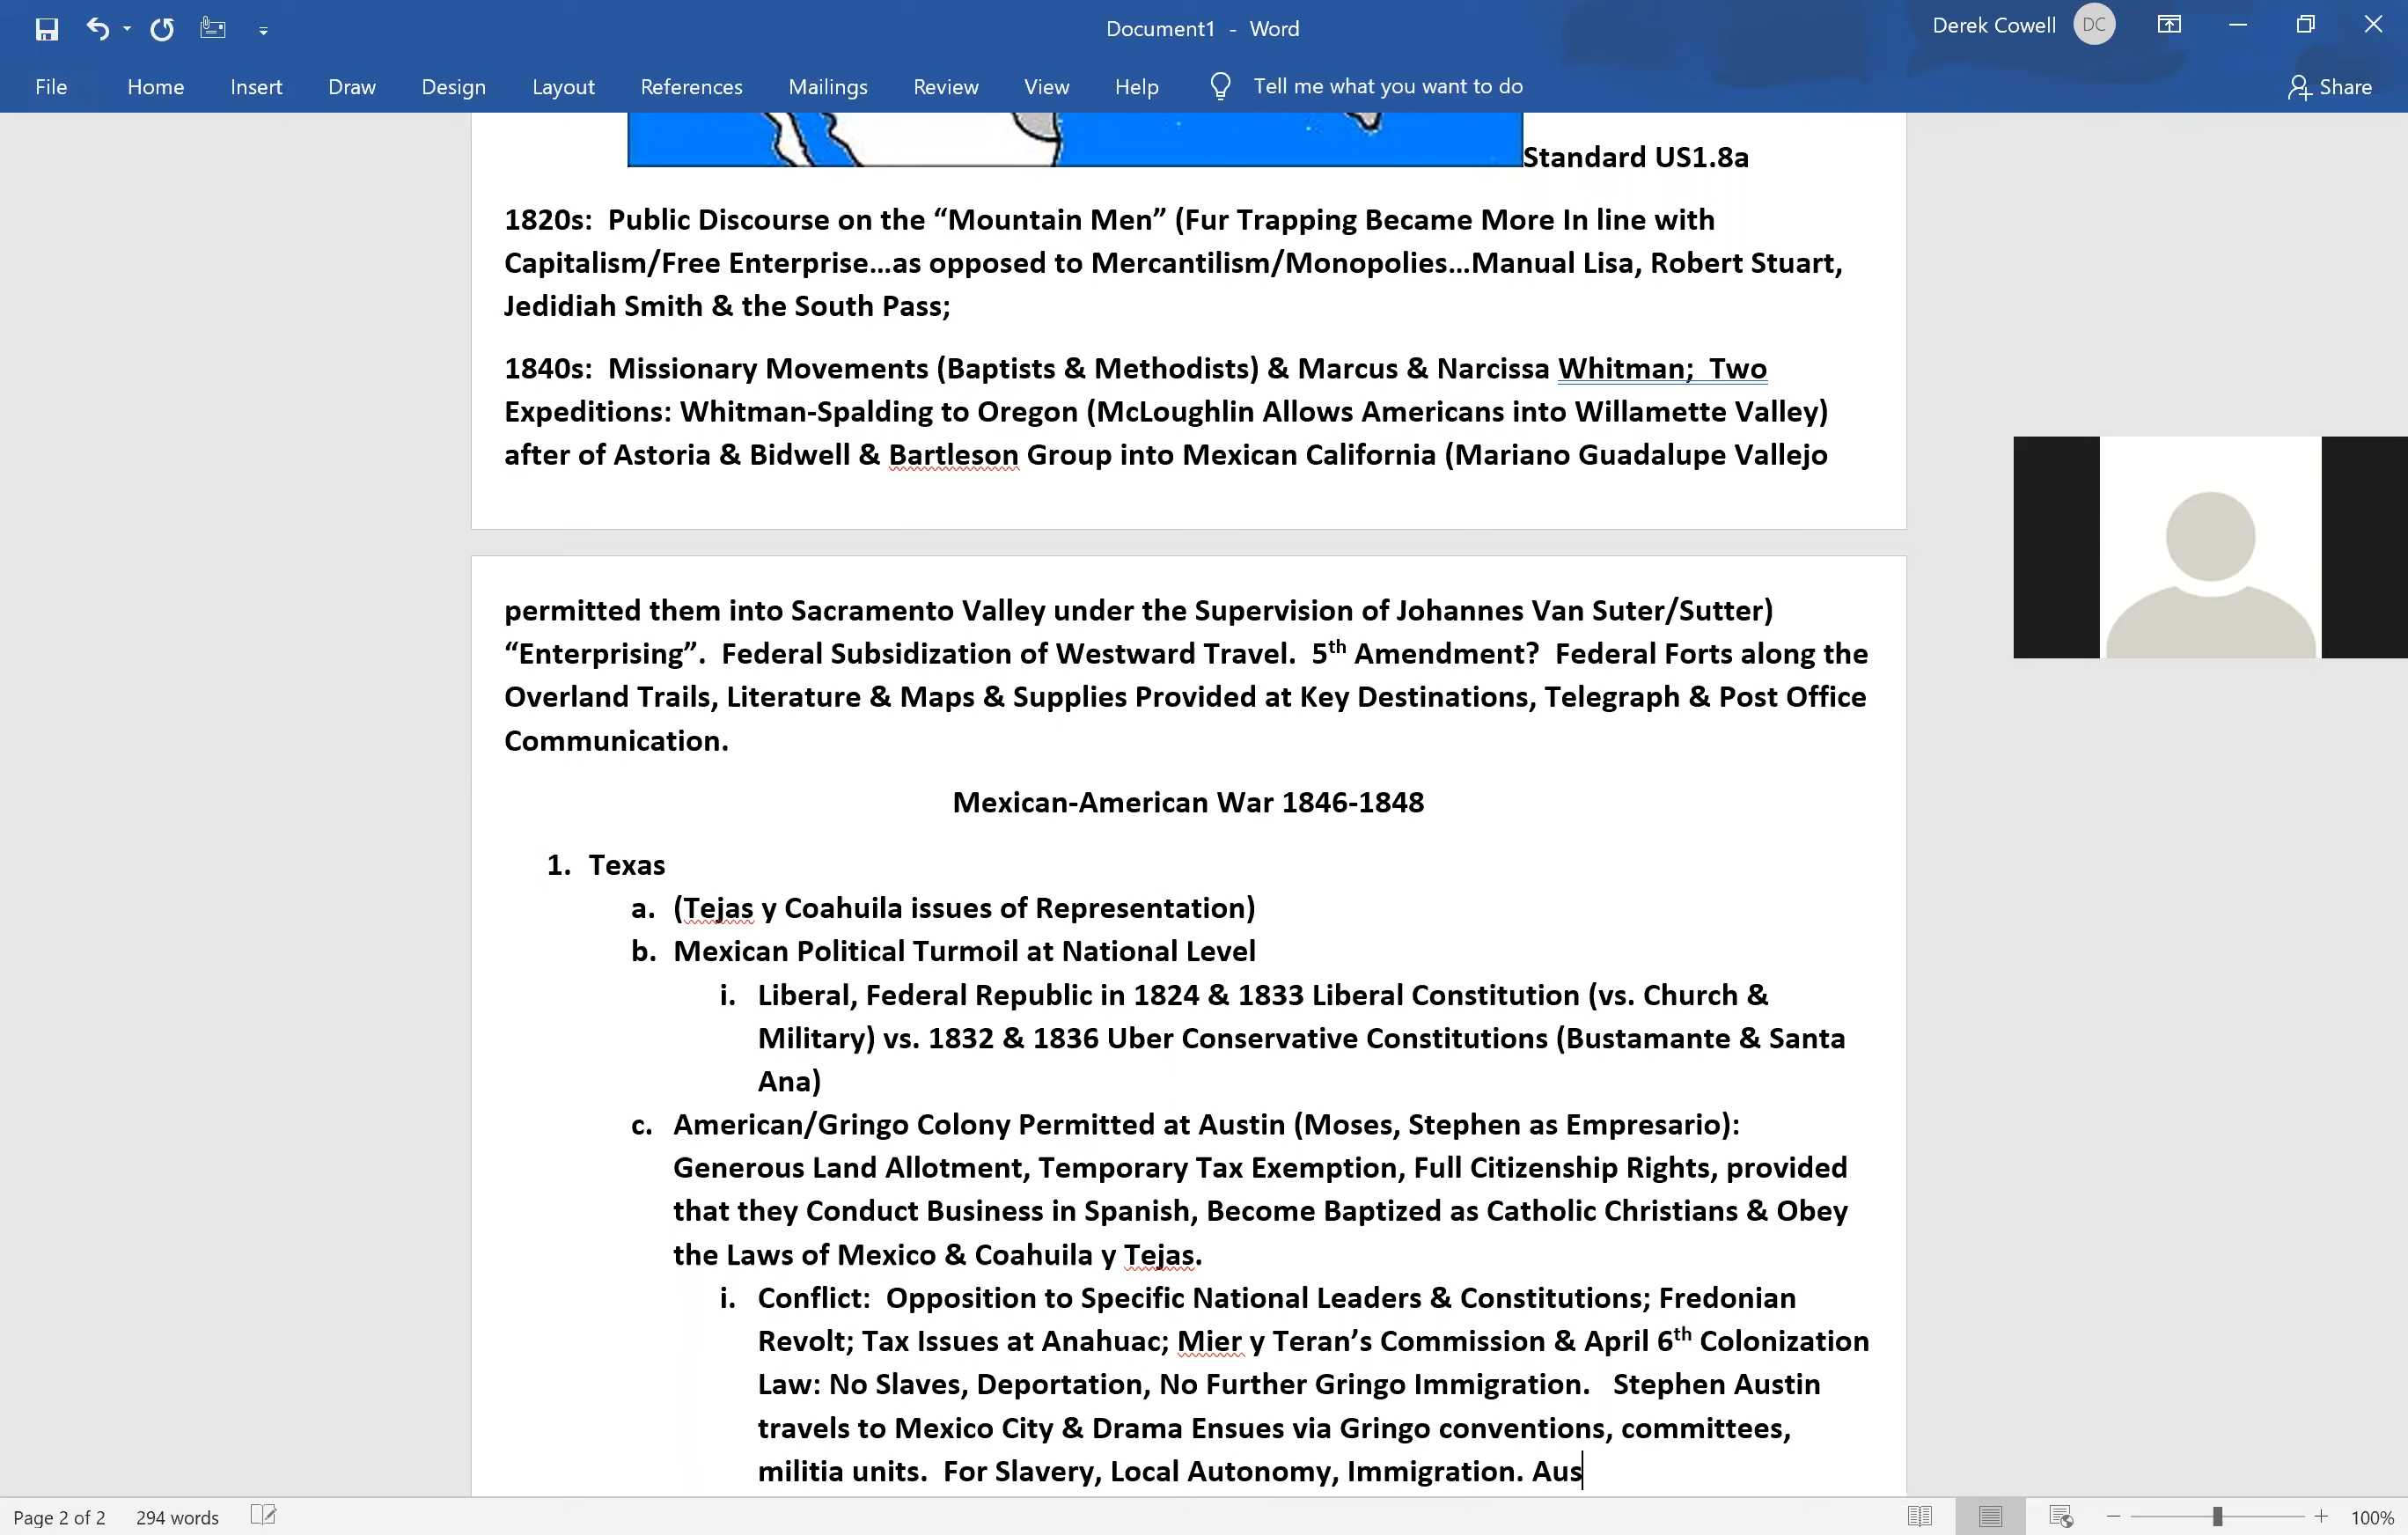 Document1 - Word
Derek Cowell DC
File Home Insert Draw Design Layout References Mailings Review View Help Tell me what you want to do Share
Standard US1.8a
1820s: Public Discourse on the “Mountain Men” (Fur Trapping Became More In line with
Capitalism/Free Enterprise...as opposed to Mercantilism/Monopolies...Manual Lisa, Robert Stuart,
Jedidiah Smith & the South Pass;
1840s: Missionary Movements (Baptists & Methodists) & Marcus & Narcissa Whitman; Two
Expeditions: Whitman-Spalding to Oregon (McLoughlin Allows Americans into Willamette Valley)
after of Astoria & Bidwell & Bartleson Group into Mexican California (Mariano Guadalupe Vallejo
permitted them into Sacramento Valley under the Supervision of Johannes Van Suter/Sutter)
“Enterprising”. Federal Subsidization of Westward Travel. 5th Amendment? Federal Forts along the
Overland Trails, Literature & Maps & Supplies Provided at Key Destinations, Telegraph & Post Office
Communication.
Mexican-American War 1846-1848
1. Texas
a. (Tejas y Coahuila issues of Representation)
b. Mexican Political Turmoil at National Level
i. Liberal, Federal Republic in 1824 & 1833 Liberal Constitution (vs. Church &
Military) vs. 1832 & 1836 Uber Conservative Constitutions (Bustamante & Santa
Ana)
c. American/Gringo Colony Permitted at Austin (Moses, Stephen as Empresario):
Generous Land Allotment, Temporary Tax Exemption, Full Citizenship Rights, provided
that they Conduct Business in Spanish, Become Baptized as Catholic Christians & Obey
the Laws of Mexico & Coahuila y Tejas.
i. Conflict: Opposition to Specific National Leaders & Constitutions; Fredonian
Revolt; Tax Issues at Anahuac; Mier y Teran’s Commission & April 6th Colonization
Law: No Slaves, Deportation, No Further Gringo Immigration. Stephen Austin
travels to Mexico City & Drama Ensues via Gringo conventions, committees,
militia units. For Slavery, Local Autonomy, Immigration. Aus
Page 2 of 2 294 words 100%